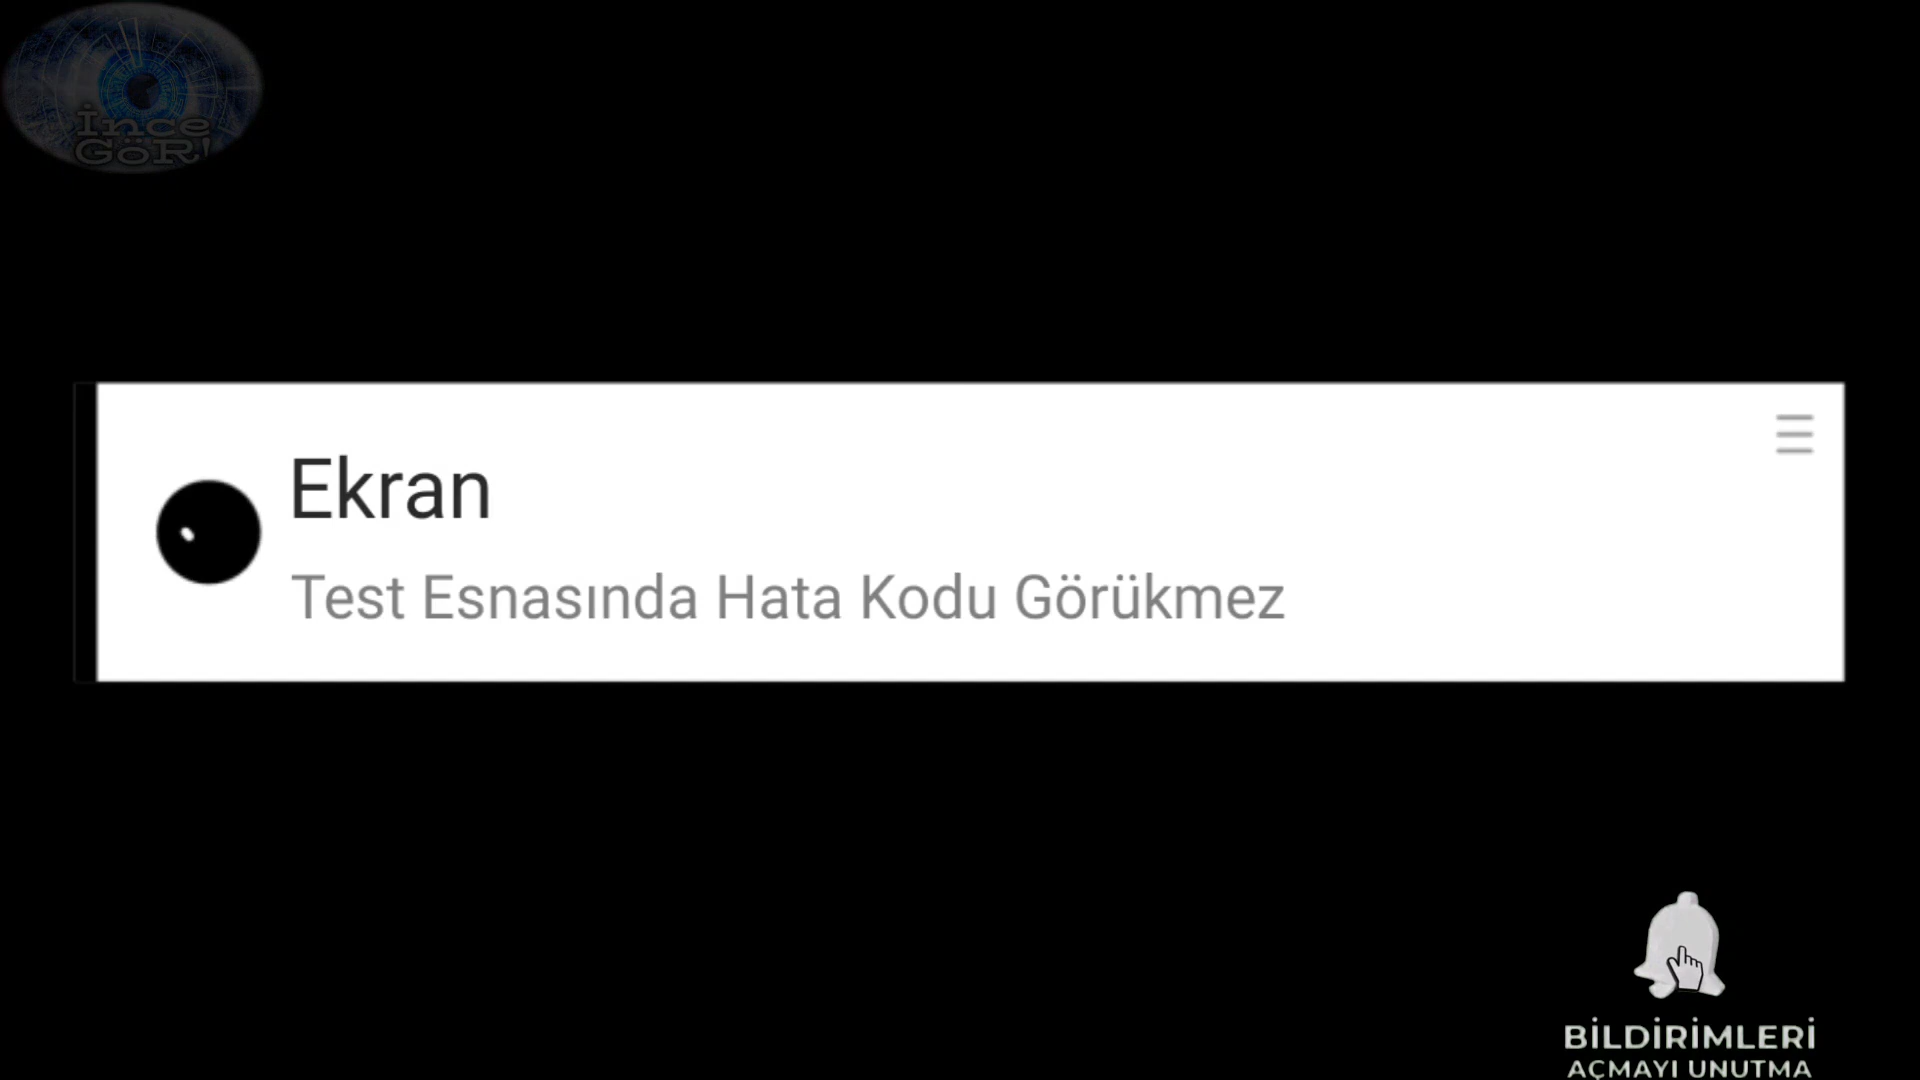 İnce
GöR!
Ekran
Test Esnasında Hata Kodu Görükmez
BİLDİRİMLERİ
AÇMAYI UNUTMA